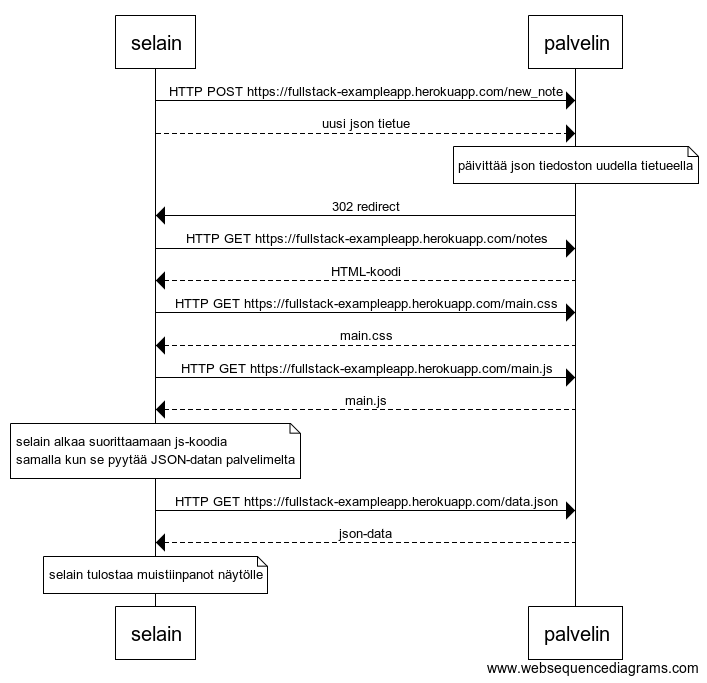 selain
palvelin
HTTP POST https://fullstack-exampleapp.herokuapp.com/new_note
uusi json tietue
päivittää json tiedoston uudella tietueella
302 redirect
HTTP GET https://fullstack-exampleapp.herokuapp.com/notes
HTML-koodi
HTTP GET https://fullstack-exampleapp.herokuapp.com/main.css
main.css
HTTP GET https://fullstack-exampleapp.herokuapp.com/main.js
main.js
selain alkaa suorittaamaan js-koodia
samalla kun se pyytää JSON-datan palvelimelta
HTTP GET https://fullstack-exampleapp.herokuapp.com/data.json
json-data
selain tulostaa muistiinpanot näytölle
selain
palvelin
www.websequencediagrams.com